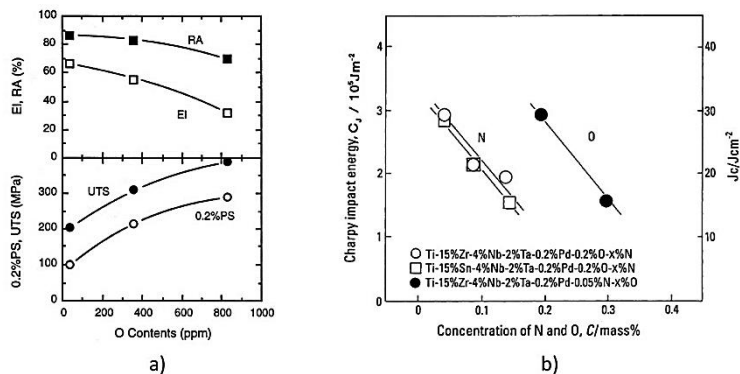 EI, RA (%)
100
80
60
40
20
0
RA
EI
0.2%PS, UTS (MPa)
300
200
100
0
UTS
0.2%PS
0 200 400 600 800 1000
O Contents (ppm)
a)
Charpy impact energy, C_J / 10⁵Jm⁻²
4
3
2
1
0
N
O
40
30
20
10
0
Jc/Jcm⁻²
Ti-15%Zr-4%Nb-2%Ta-0.2%Pd-0.2%O-x%N
Ti-15%Sn-4%Nb-2%Ta-0.2%Pd-0.2%O-x%N
Ti-15%Zr-4%Nb-2%Ta-0.2%Pd-0.05%N-x%O
0 0.1 0.2 0.3 0.4
Concentration of N and O, C/mass%
b)